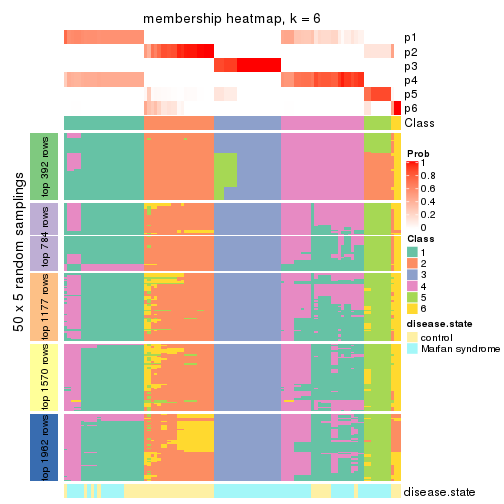 membership heatmap, k = 6
p1
p2
p3
p4
p5
p6
Class
50 x 5 random samplings
top 392 rows
top 784 rows
top 1177 rows
top 1570 rows
top 1962 rows
disease.state
Prob
1
0.8
0.6
0.4
0.2
0
Class
1
2
3
4
5
6
disease.state
control
Marfan syndrome